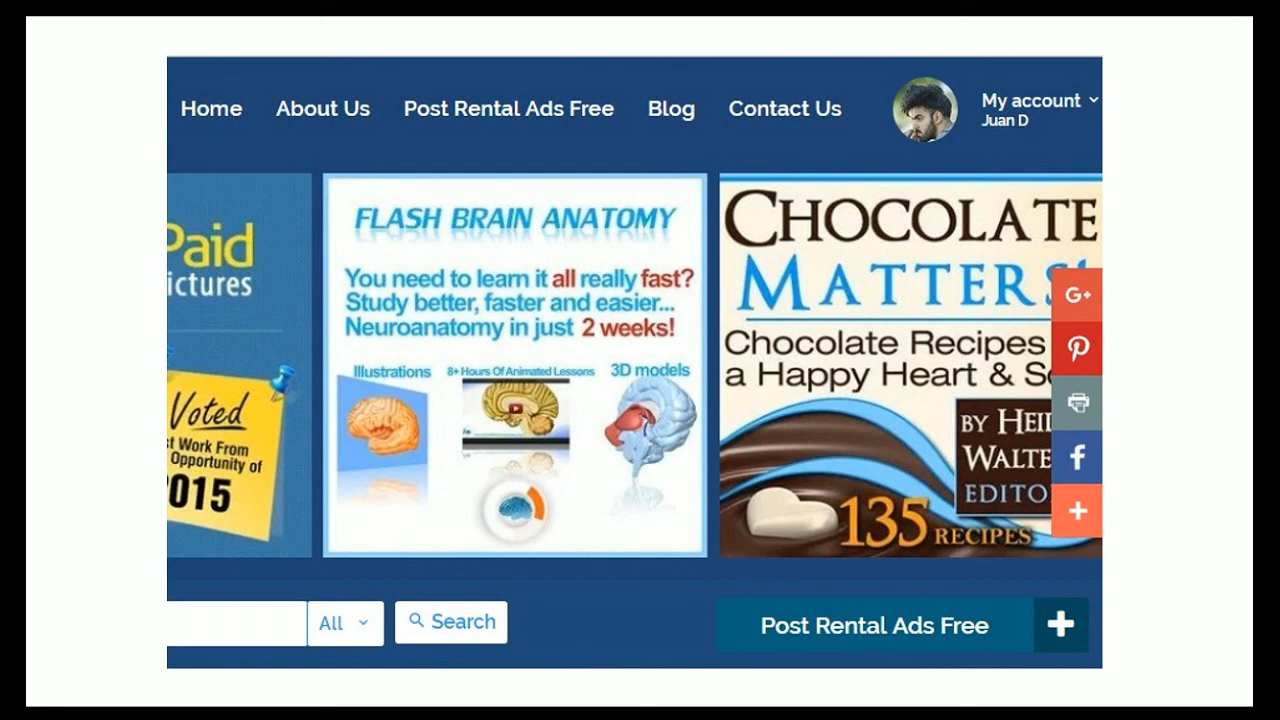 Home About Us Post Rental Ads Free Blog Contact Us My account
Juan D
Paid
ictures
Voted
st Work From
Opportunity of
2015
FLASH BRAIN ANATOMY
You need to learn it all really fast?
Study better, faster and easier...
Neuroanatomy in just 2 weeks!
Illustrations 8+ Hours Of Animated Lessons 3D models
CHOCOLATE
MATTERS
Chocolate Recipes
a Happy Heart & S
BY HEI
WALTE
EDITO
135 RECIPES
G+
All Search
Post Rental Ads Free